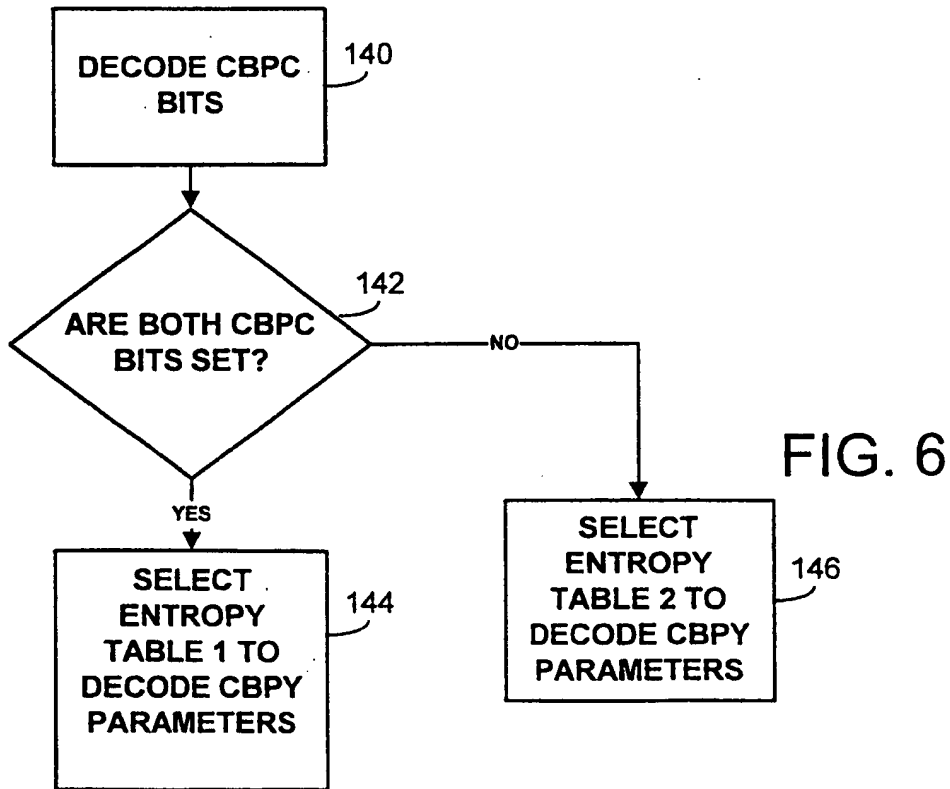 DECODE CBPC
BITS
140
ARE BOTH CBPC
BITS SET?
142
NO
YES
FIG. 6
SELECT
ENTROPY
TABLE 1 TO
DECODE CBPY
PARAMETERS
144
SELECT
ENTROPY
TABLE 2 TO
DECODE CBPY
PARAMETERS
146